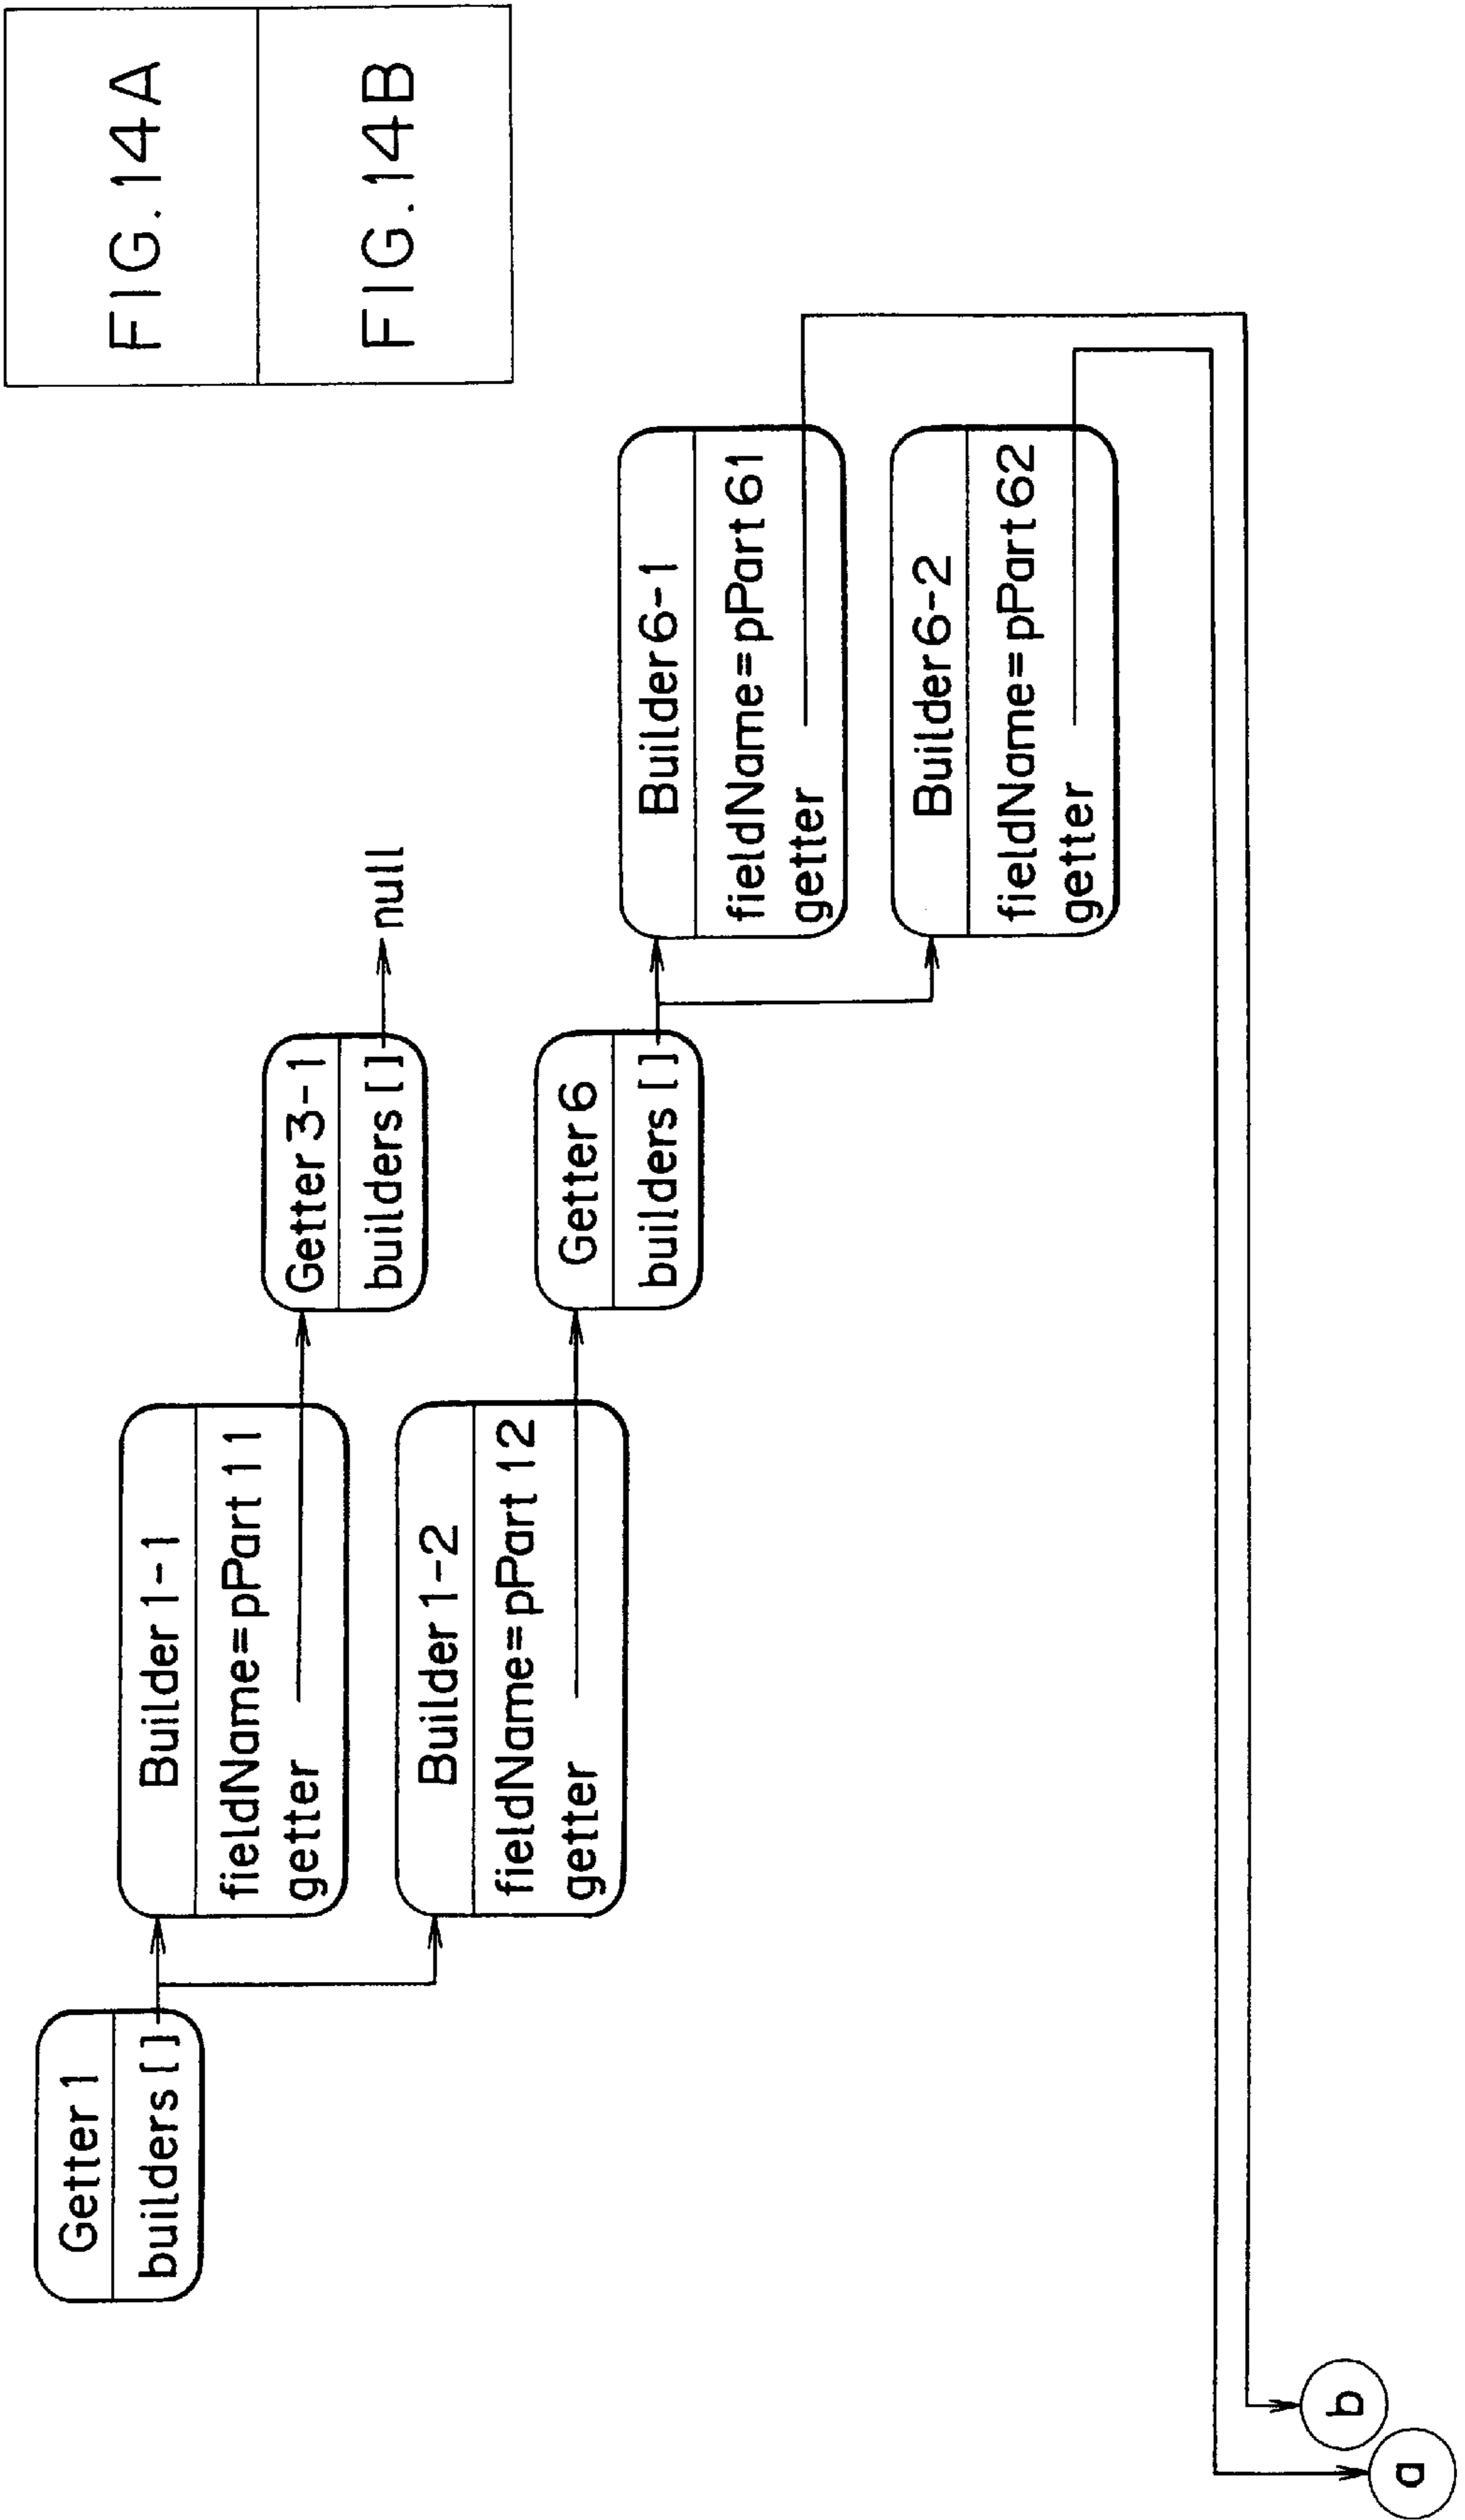 FIG.14A
FIG.14B
Getter 1
builders[]
Builder 1-1
fieldName=pPart 11
getter
Builder 1-2
fieldName=pPart 12
getter
Getter 3-1
builders[]
null
Getter 6
builders[]
Builder 6-1
fieldName=pPart 61
getter
Builder 6-2
fieldName=pPart 62
getter
a
b